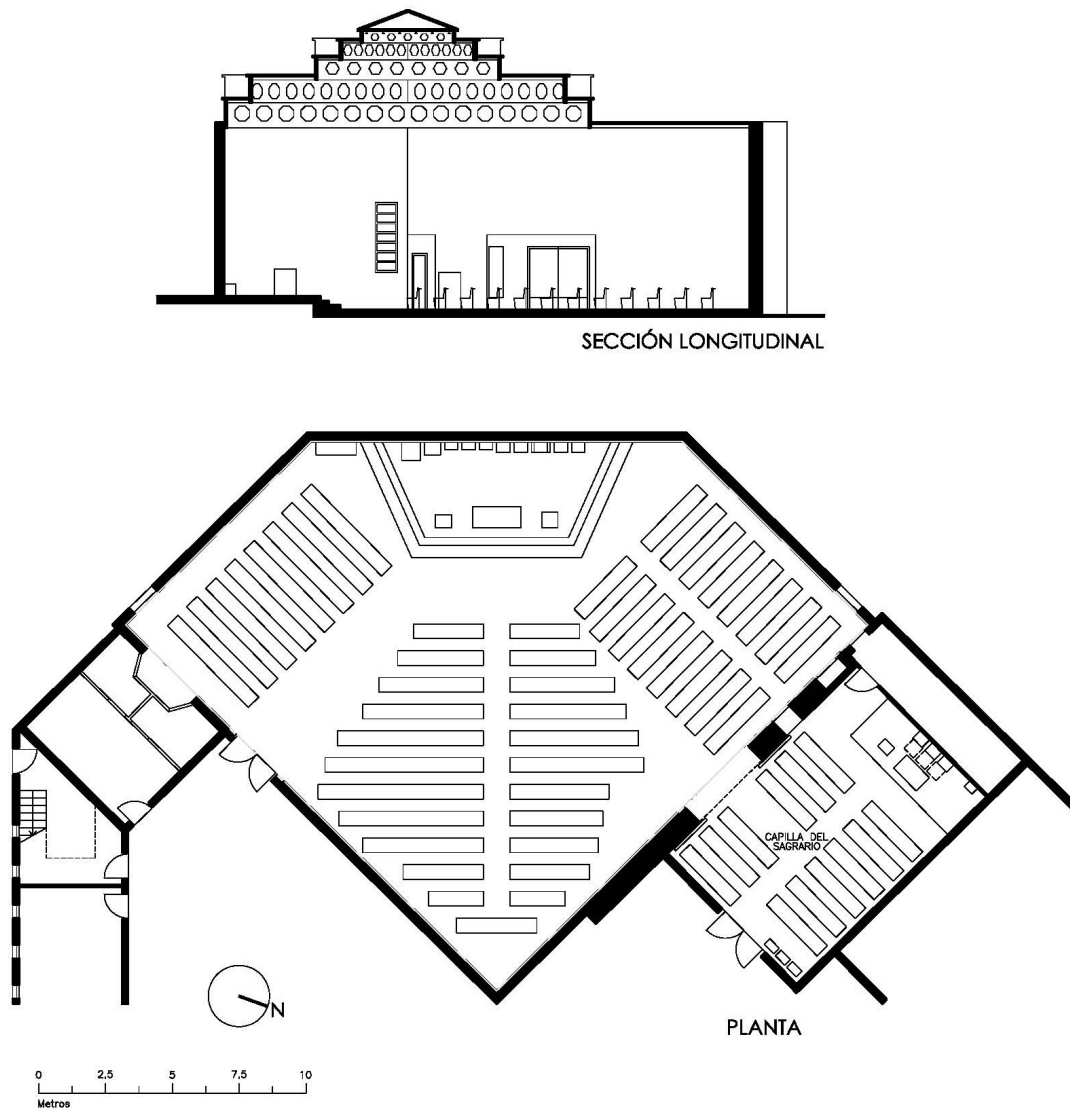 SECCIÓN LONGITUDINAL
CAPILLA DEL
SAGRARIO
N
PLANTA
0 2,5 5 7,5 10
Metros